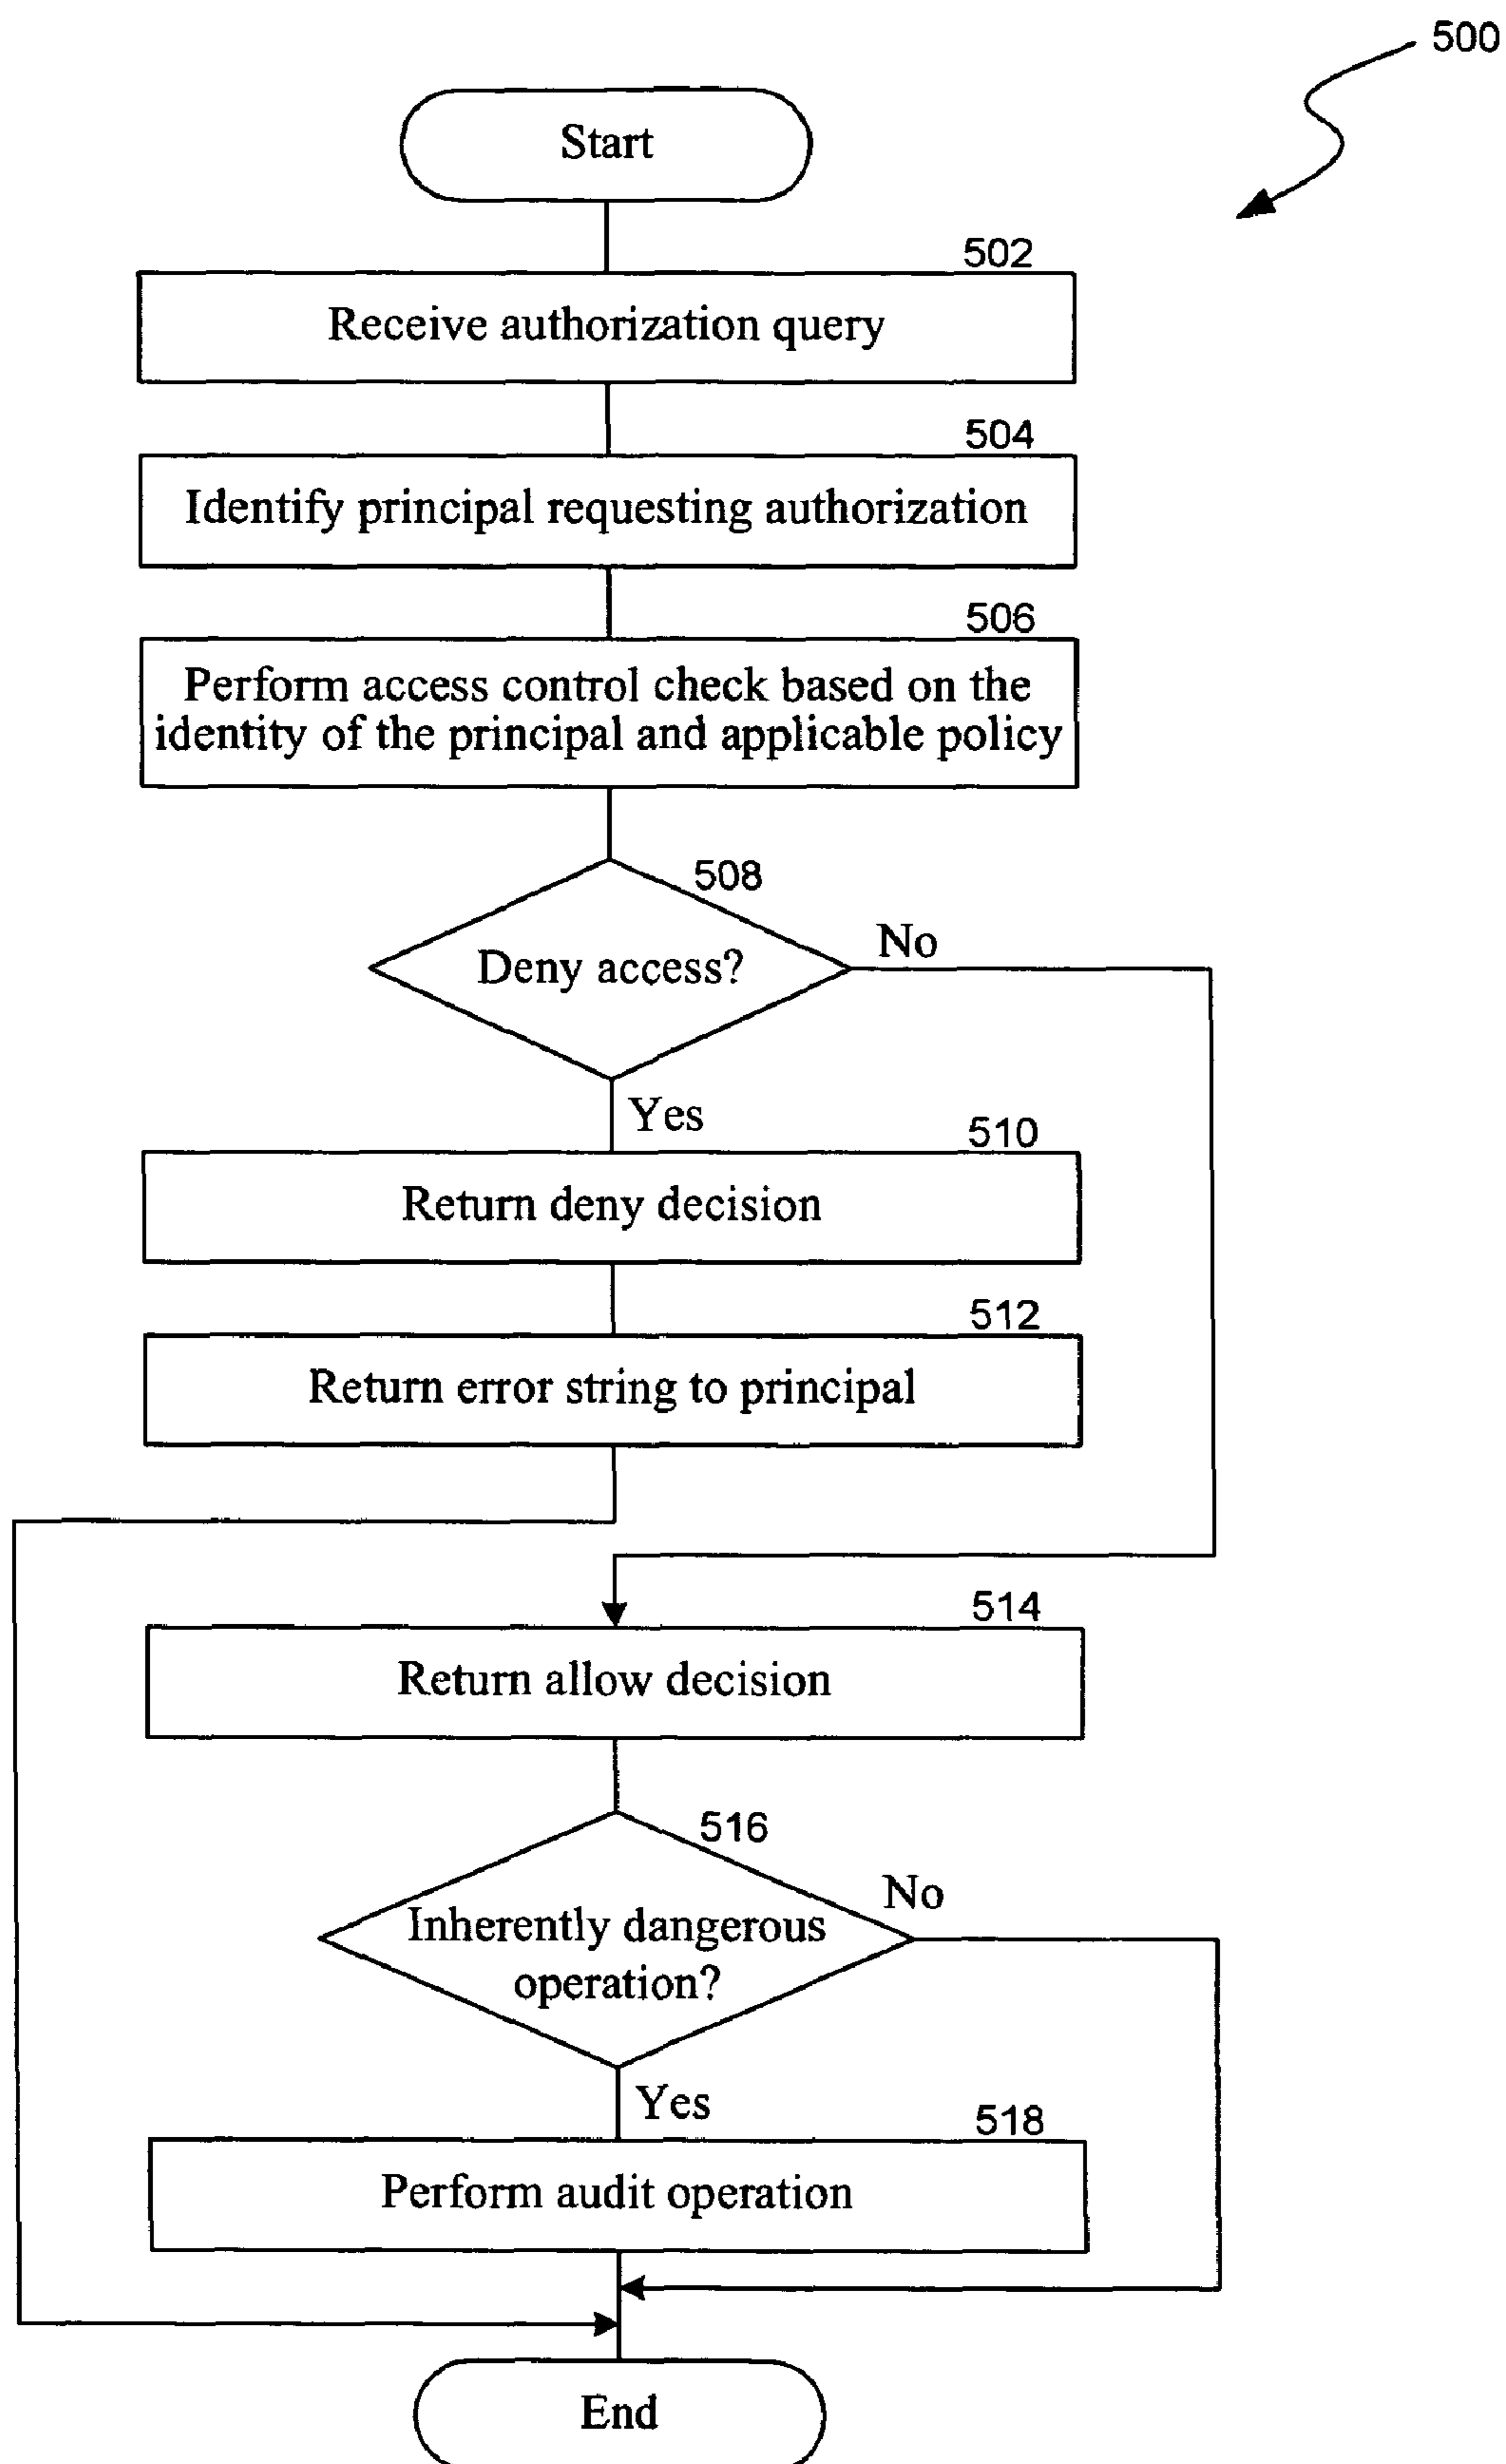 500
Start
502
Receive authorization query
504
Identify principal requesting authorization
506
Perform access control check based on the
identity of the principal and applicable policy
508
Deny access?
No
Yes
510
Return deny decision
512
Return error string to principal
514
Return allow decision
516
No
Inherently dangerous
operation?
Yes
518
Perform audit operation
End